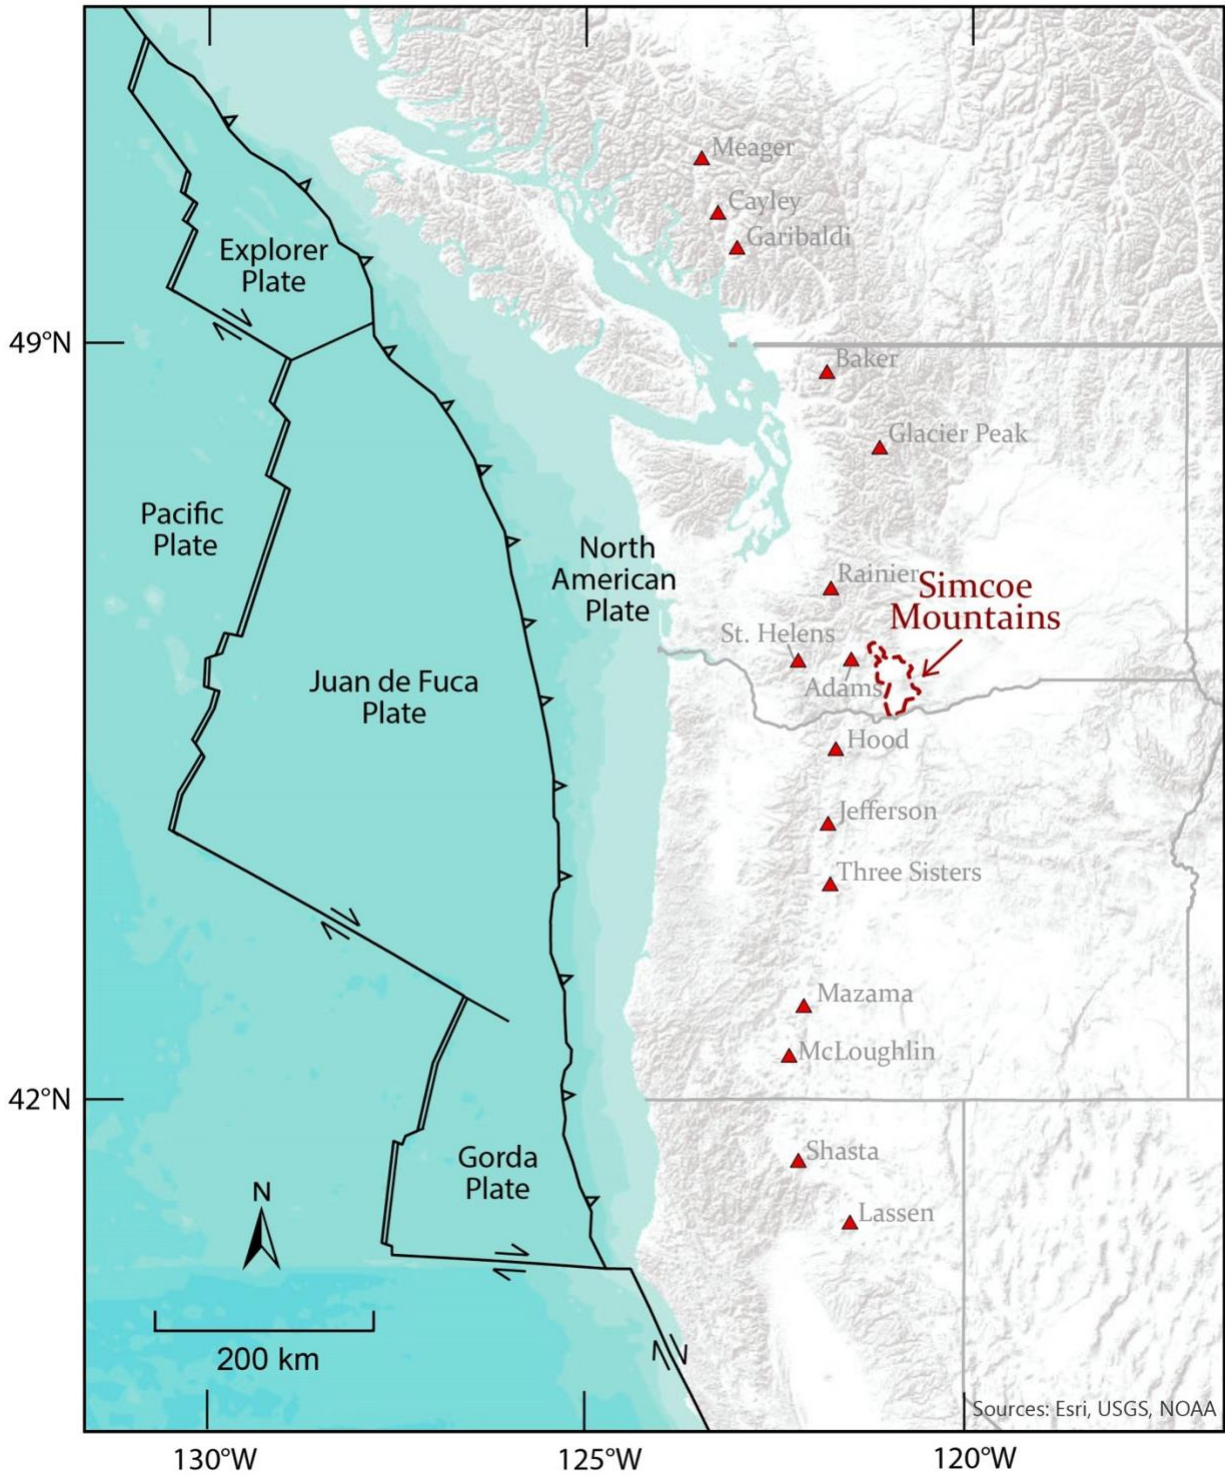 Meager
Cayley
Garibaldi
Explorer
Plate
49°N
Baker
Glacier Peak
Pacific
Plate
North
American
Plate
Rainier
Simcoe
Mountains
St. Helens
Adams
Juan de Fuca
Plate
Hood
Jefferson
Three Sisters
Mazama
McLoughlin
42°N
Gorda
Plate
Shasta
Lassen
N
200 km
Sources: Esri, USGS, NOAA
130°W
125°W
120°W